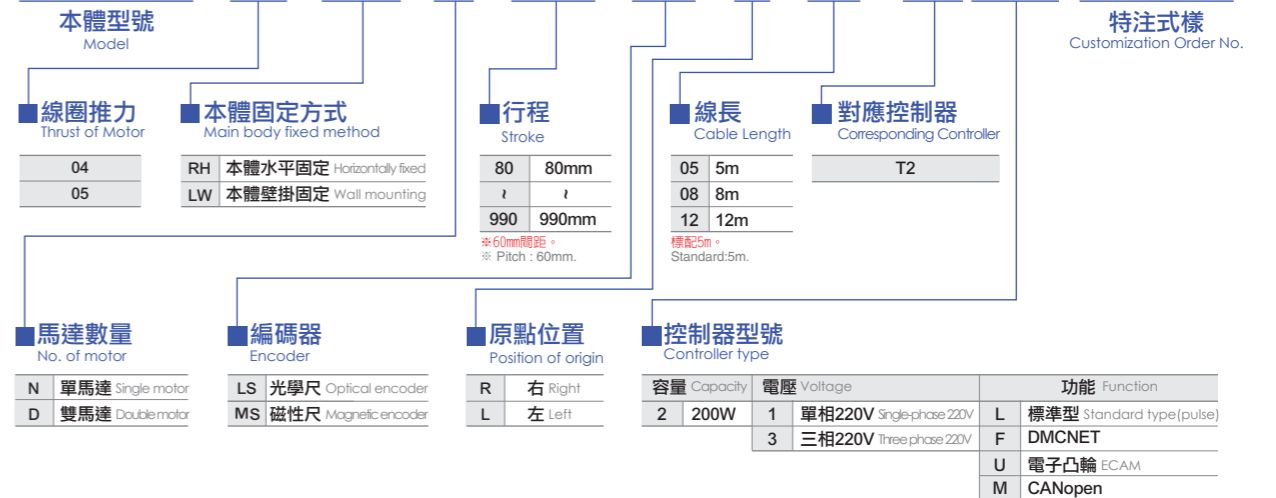 本體型號
Model
特注式樣
Customization Order No.
線圈推力
Thrust of Motor
04
05
本體固定方式
Main body fixed method
RH 本體水平固定 Horizontally fixed
LW 本體壁掛固定 Wall mounting
行程
Stroke
80 80mm
~ ~
990 990mm
※60mm間距。
※ Pitch : 60mm.
線長
Cable Length
05 5m
08 8m
12 12m
標配5m。
Standard:5m.
對應控制器
Corresponding Controller
T2
馬達數量
No. of motor
N 單馬達 Single motor
D 雙馬達 Double motor
編碼器
Encoder
LS 光學尺 Optical encoder
MS 磁性尺 Magnetic encoder
原點位置
Position of origin
R 右 Right
L 左 Left
控制器型號
Controller type
容量 Capacity 電壓 Voltage 功能 Function
2 200W 1 單相220V Single-phase 220V L 標準型 Standard type(pulse)
3 三相220V Three phase 220V F DMCNET
U 電子凸輪 ECAM
M CANopen